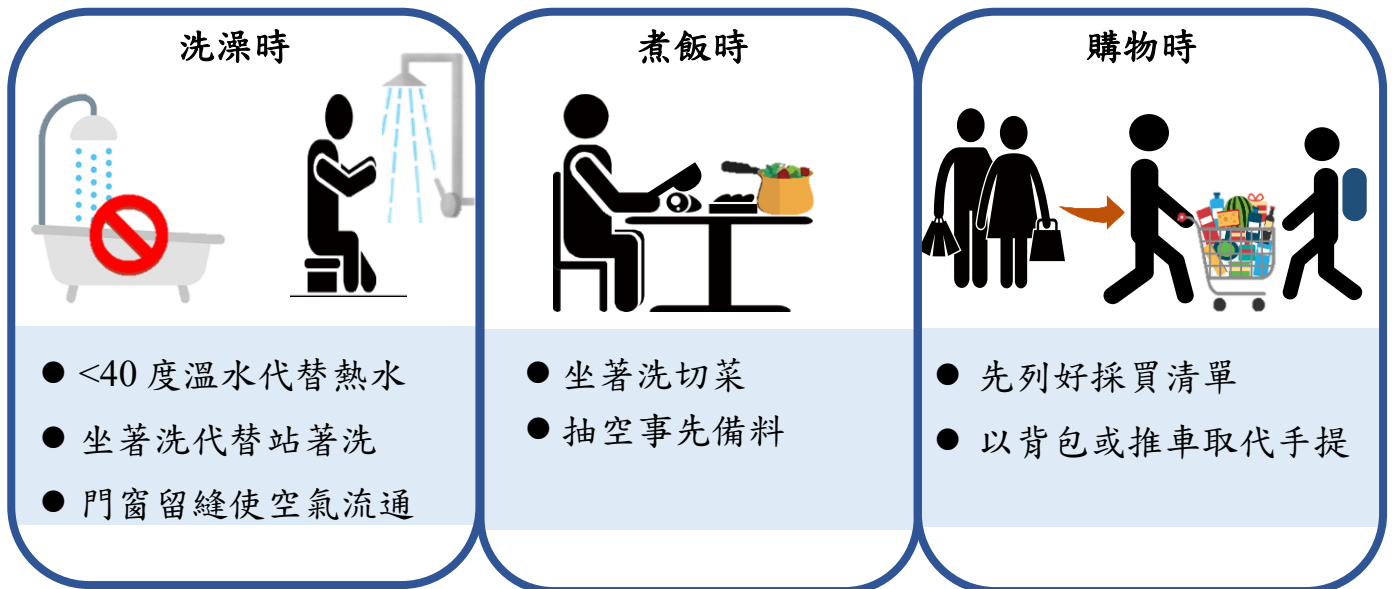 洗澡時
● <40 度溫水代替熱水
● 坐著洗代替站著洗
● 門窗留縫使空氣流通
煮飯時
● 坐著洗切菜
● 抽空事先備料
購物時
● 先列好採買清單
● 以背包或推車取代手提